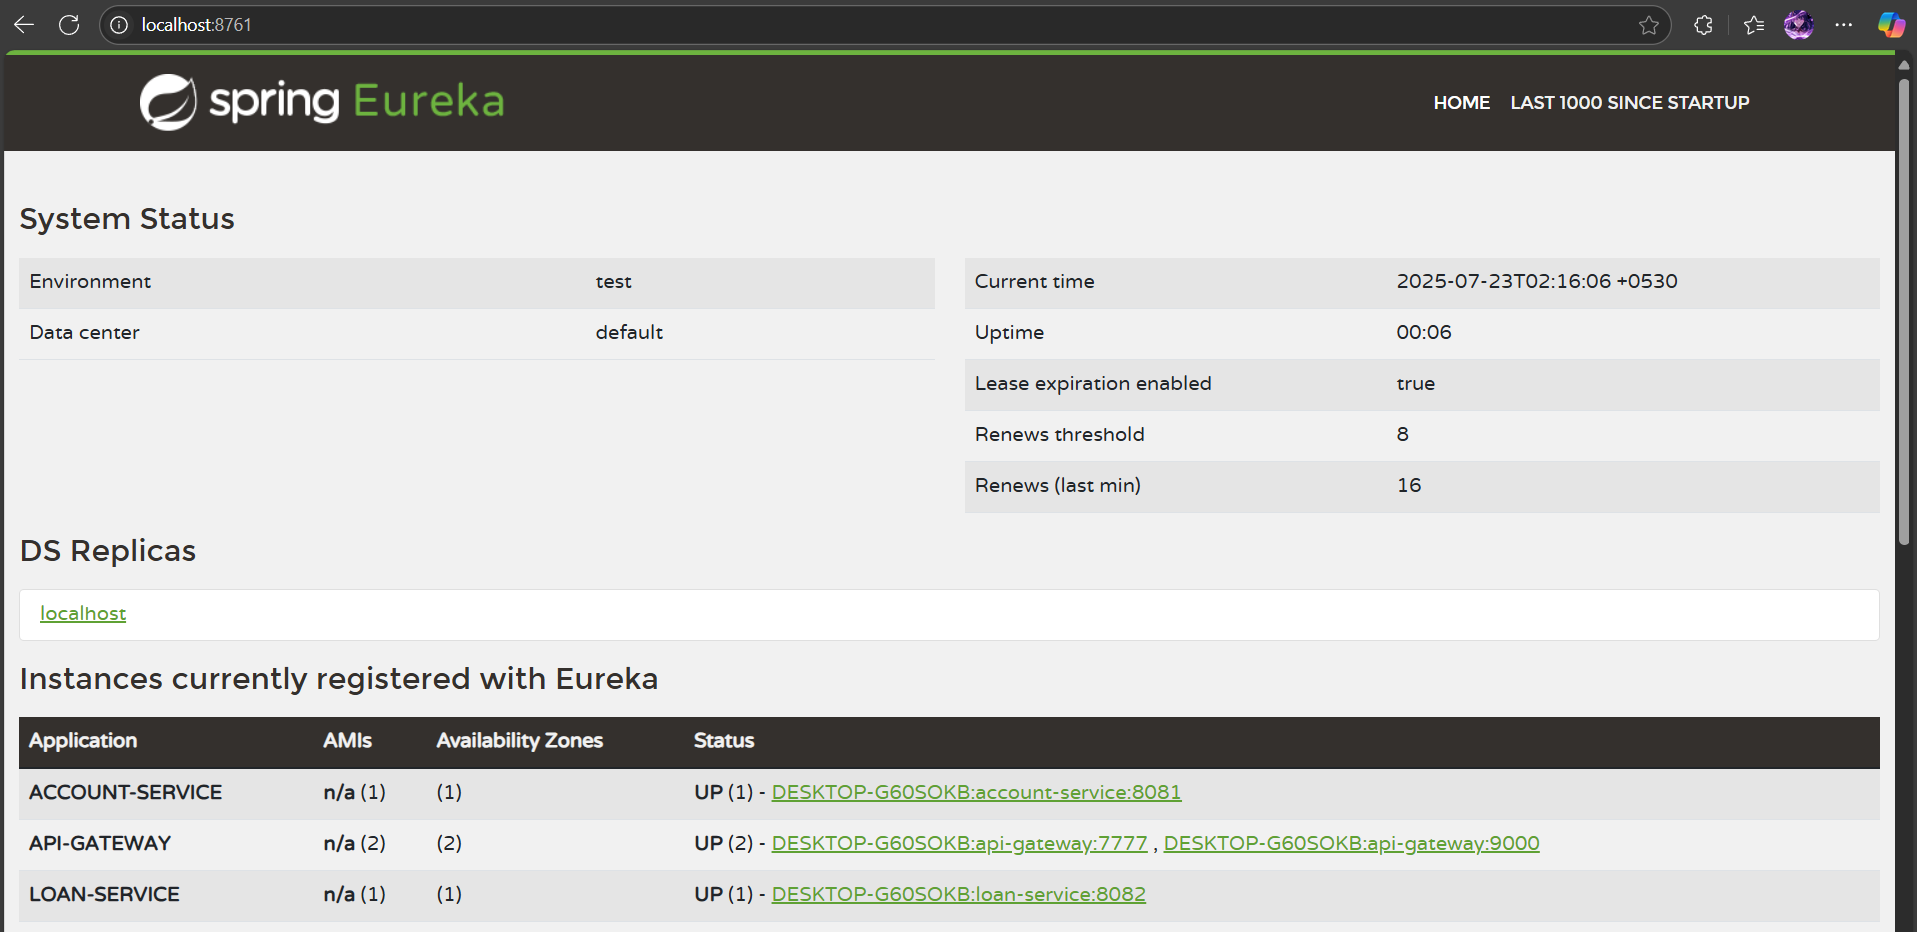 localhost:8761
spring Eureka
HOME LAST 1000 SINCE STARTUP
System Status
Environment test
Data center default
Current time 2025-07-23T02:16:06 +0530
Uptime 00:06
Lease expiration enabled true
Renews threshold 8
Renews (last min) 16
DS Replicas
localhost
Instances currently registered with Eureka
Application AMIs Availability Zones Status
ACCOUNT-SERVICE n/a (1) (1) UP (1) - DESKTOP-G60SOKB:account-service:8081
API-GATEWAY n/a (2) (2) UP (2) - DESKTOP-G60SOKB:api-gateway:7777 , DESKTOP-G60SOKB:api-gateway:9000
LOAN-SERVICE n/a (1) (1) UP (1) - DESKTOP-G60SOKB:loan-service:8082